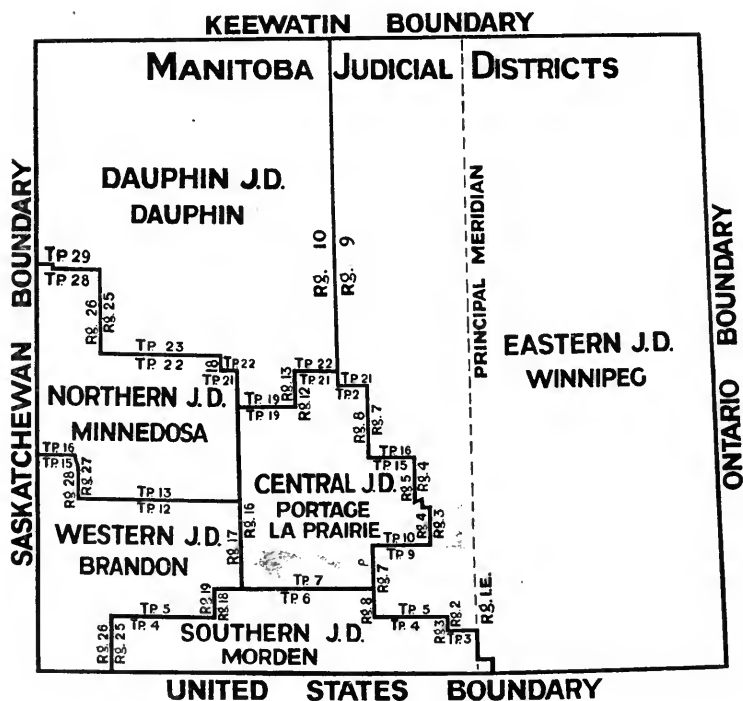 KEEWATIN BOUNDARY
MANITOBA JUDICIAL DISTRICTS
SASKATCHEWAN BOUNDARY
ONTARIO BOUNDARY
PRINCIPAL MERIDIAN
DAUPHIN J.D.
DAUPHIN
Rg. 10
Rg. 9
TP. 29
TP. 28
Rg. 26
Rg. 25
TP. 23
TP. 22
18
TP. 22
TP. 21
TP. 19
TP. 19
Rg. 13
Rg. 12
TP. 22
TP. 21
TP. 21
TP. 2
Rg. 8
Rg. 7
EASTERN J.D.
WINNIPEG
NORTHERN J.D.
MINNEDOSA
TP. 16
TP. 15
Rg. 28
Rg. 27
TP. 13
TP. 12
TP. 16
TP. 15
Rg. 5
Rg. 4
CENTRAL J.D.
PORTAGE
LA PRAIRIE
Rg. 4
Rg. 3
TP. 10
TP. 9
Rg. 17
Rg. 16
WESTERN J.D.
BRANDON
P
Rg. 8
Rg. 7
TP. 7
TP. 6
Rg. 19
Rg. 18
TP. 5
TP. 4
Rg. 26
Rg. 25
TP. 5
TP. 4
Rg. 3
Rg. 2
TP. 3
Rg. 1.E.
SOUTHERN J.D.
MORDEN
UNITED STATES BOUNDARY